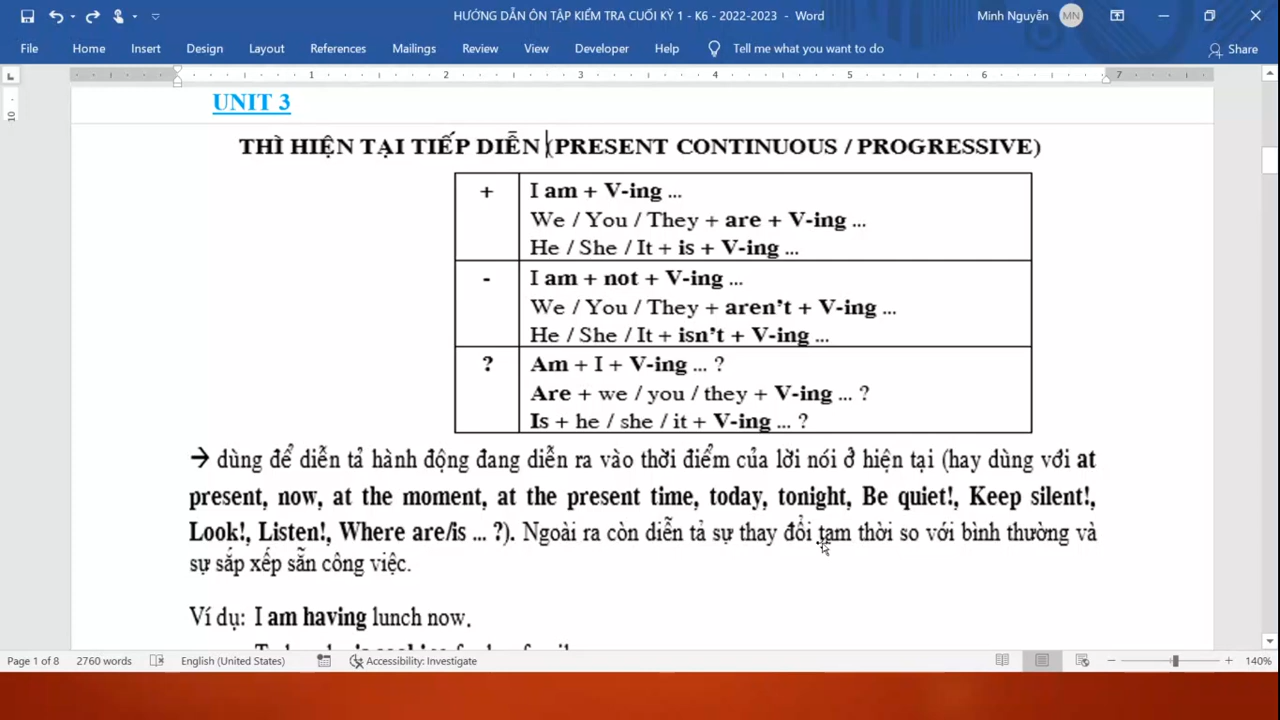 HƯỚNG DẪN ÔN TẬP KIỂM TRA CUỐI KỲ 1 - K6 - 2022-2023 - Word
Minh Nguyễn
MN
File Home Insert Design Layout References Mailings Review View Developer Help Tell me what you want to do Share
1 2 3 4 5 6 7
10
UNIT 3
THÌ HIỆN TẠI TIẾP DIỄN (PRESENT CONTINUOUS / PROGRESSIVE)
+ I am + V-ing ...
We / You / They + are + V-ing ...
He / She / It + is + V-ing ...
- I am + not + V-ing ...
We / You / They + aren't + V-ing ...
He / She / It + isn't + V-ing ...
? Am + I + V-ing ... ?
Are + we / you / they + V-ing ... ?
Is + he / she / it + V-ing ... ?
→ dùng để diễn tả hành động đang diễn ra vào thời điểm của lời nói ở hiện tại (hay dùng với at
present, now, at the moment, at the present time, today, tonight, Be quiet!, Keep silent!,
Look!, Listen!, Where are/is ... ?). Ngoài ra còn diễn tả sự thay đổi tạm thời so với bình thường và
sự sắp xếp sẵn công việc.
Ví dụ: I am having lunch now.
Page 1 of 8 2760 words English (United States) Accessibility: Investigate 140%